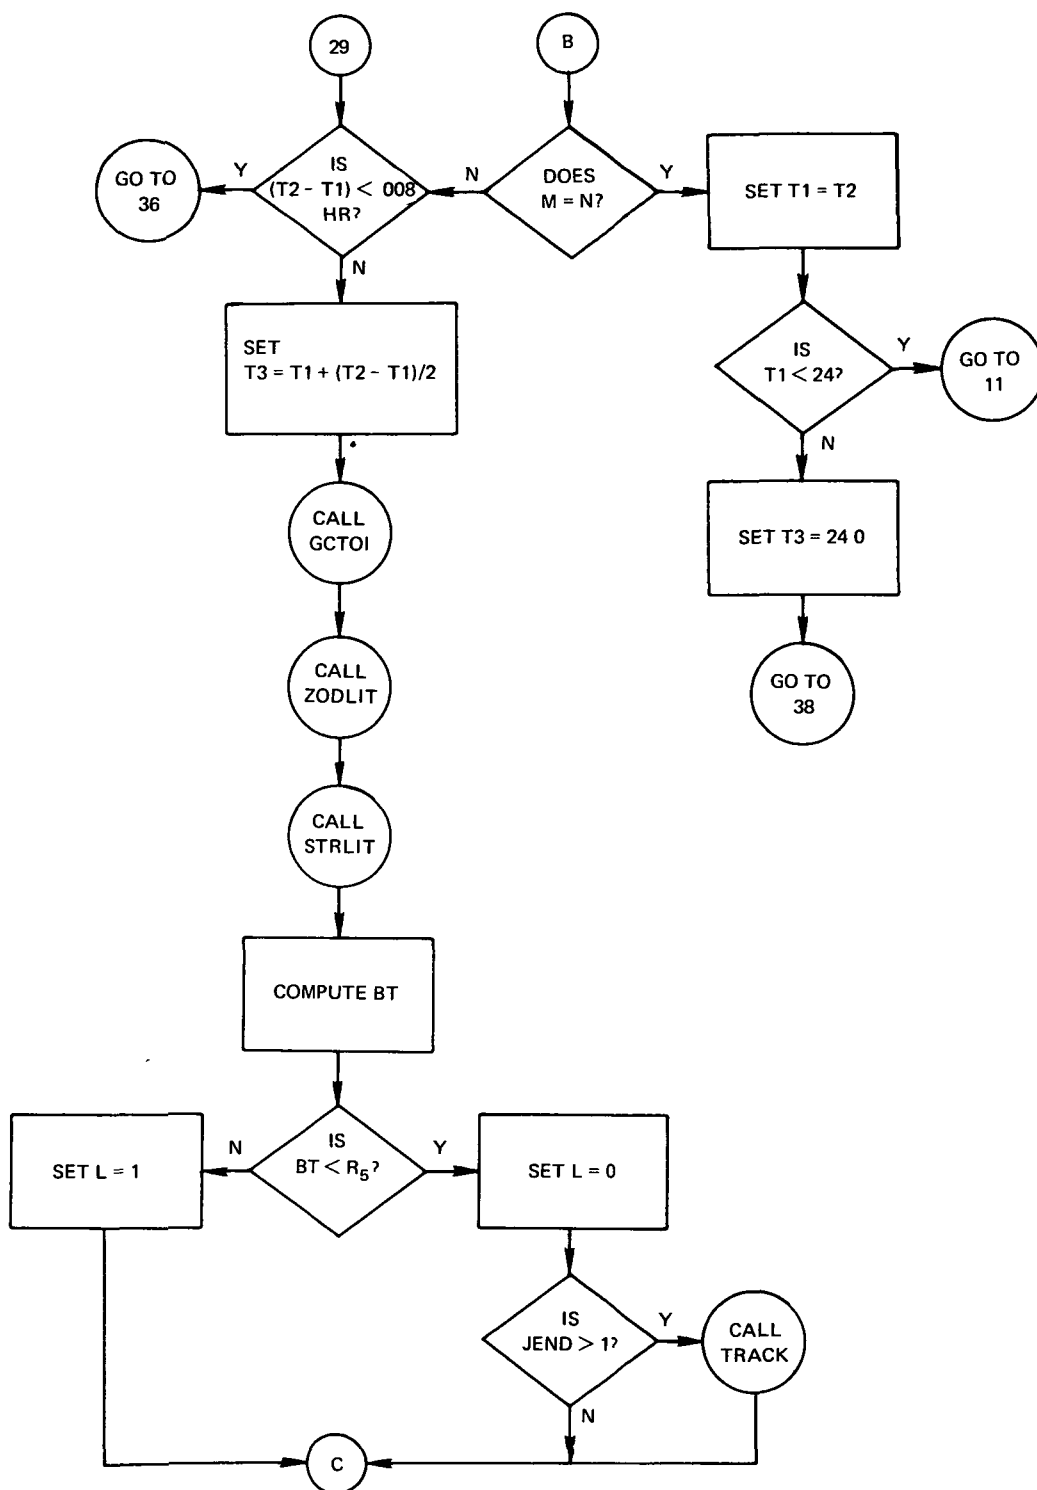 29
B
IS
(T2 - T1) < 008
HR?
Y
GO TO
36
N
DOES
M = N?
Y
SET T1 = T2
N
SET
T3 = T1 + (T2 - T1)/2
IS
T1 < 24?
Y
GO TO
11
N
SET T3 = 24 0
GO TO
38
CALL
GCTOI
CALL
ZODLIT
CALL
STRLIT
COMPUTE BT
IS
BT < R5?
N
SET L = 1
Y
SET L = 0
IS
JEND > 1?
Y
CALL
TRACK
N
C